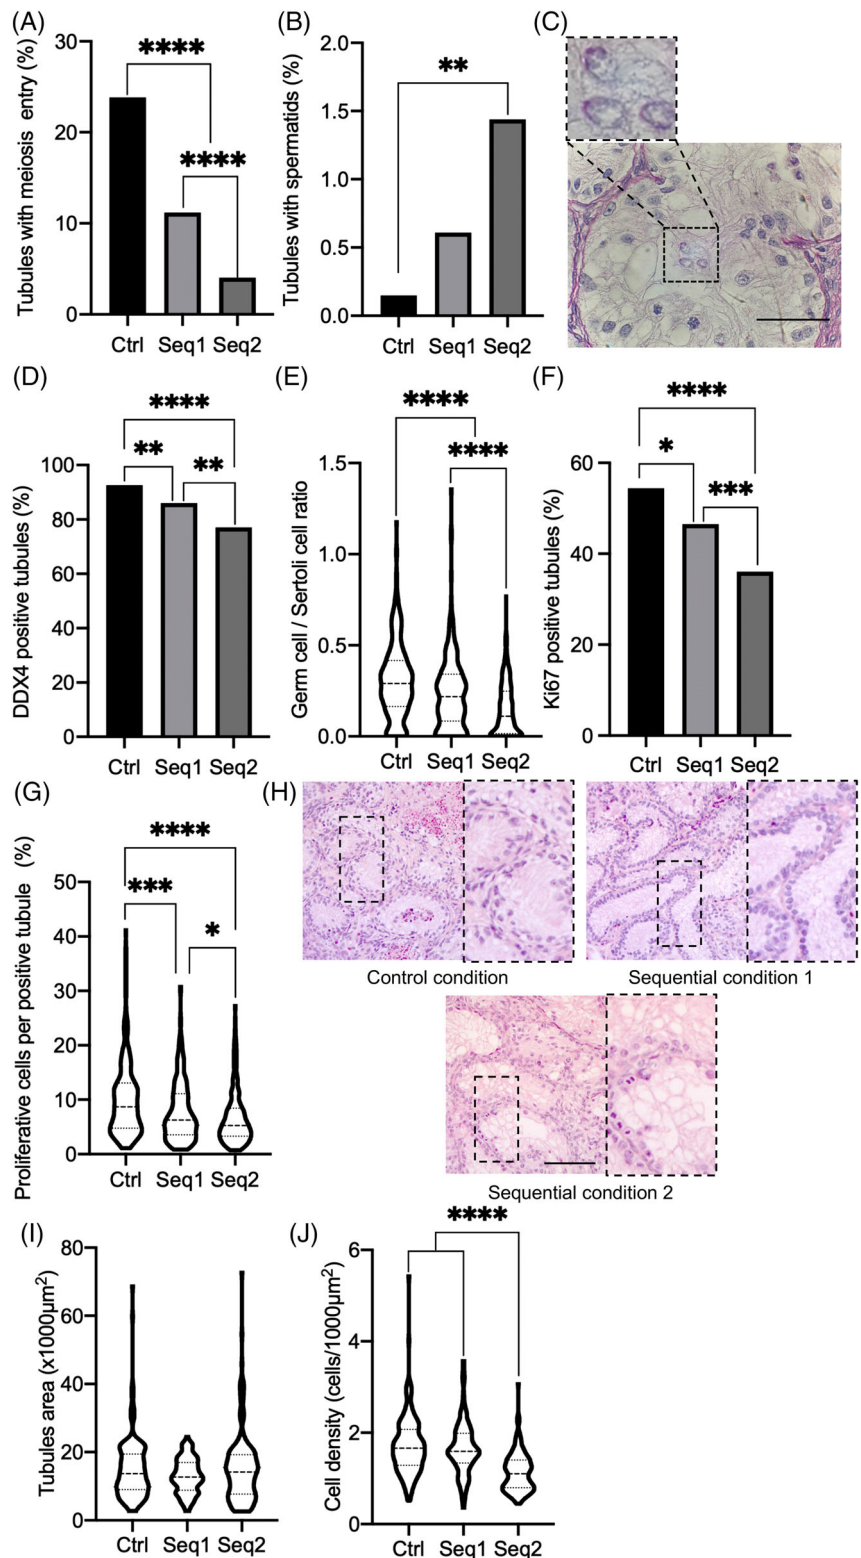 (A)
Tubules with meiosis entry (%)
30
20
10
0
****
****
Ctrl Seq1 Seq2
(B)
Tubules with spermatids (%)
2.0
1.5
1.0
0.5
0.0
**
Ctrl Seq1 Seq2
(C)
(D)
DDX4 positive tubules (%)
100
80
60
40
20
0
****
** **
Ctrl Seq1 Seq2
(E)
Germ cell / Sertoli cell ratio
1.5
1.0
0.5
0.0
****
****
Ctrl Seq1 Seq2
(F)
Ki67 positive tubules (%)
60
40
20
0
****
*
***
Ctrl Seq1 Seq2
(G)
Proliferative cells per positive tubule (%)
50
40
30
20
10
0
****
***
*
Ctrl Seq1 Seq2
(H)
Control condition
Sequential condition 1
Sequential condition 2
(I)
Tubules area (x1000µm²)
80
60
40
20
0
Ctrl Seq1 Seq2
(J)
Cell density (cells/1000µm²)
6
4
2
0
****
Ctrl Seq1 Seq2